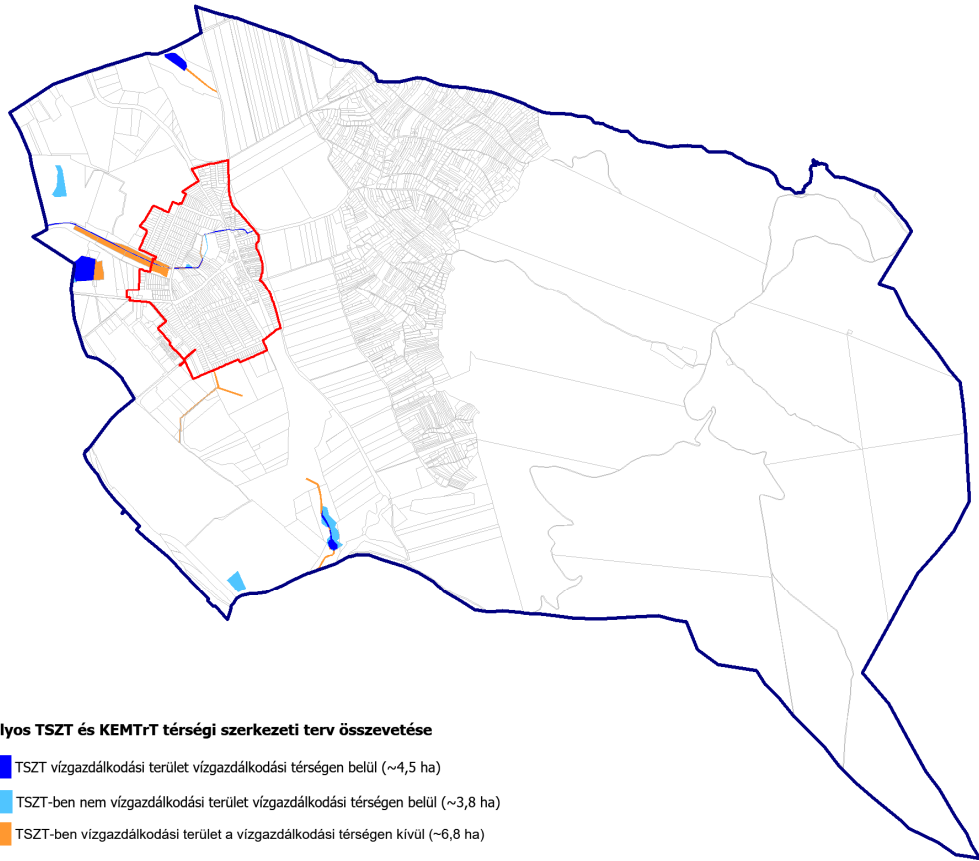 lyos TSZT és KEMTrT térségi szerkezeti terv összevetése
TSZT vízgazdálkodási terület vízgazdálkodási térségen belül (~4,5 ha)
TSZT-ben nem vízgazdálkodási terület vízgazdálkodási térségen belül (~3,8 ha)
TSZT-ben vízgazdálkodási terület a vízgazdálkodási térségen kívül (~6,8 ha)